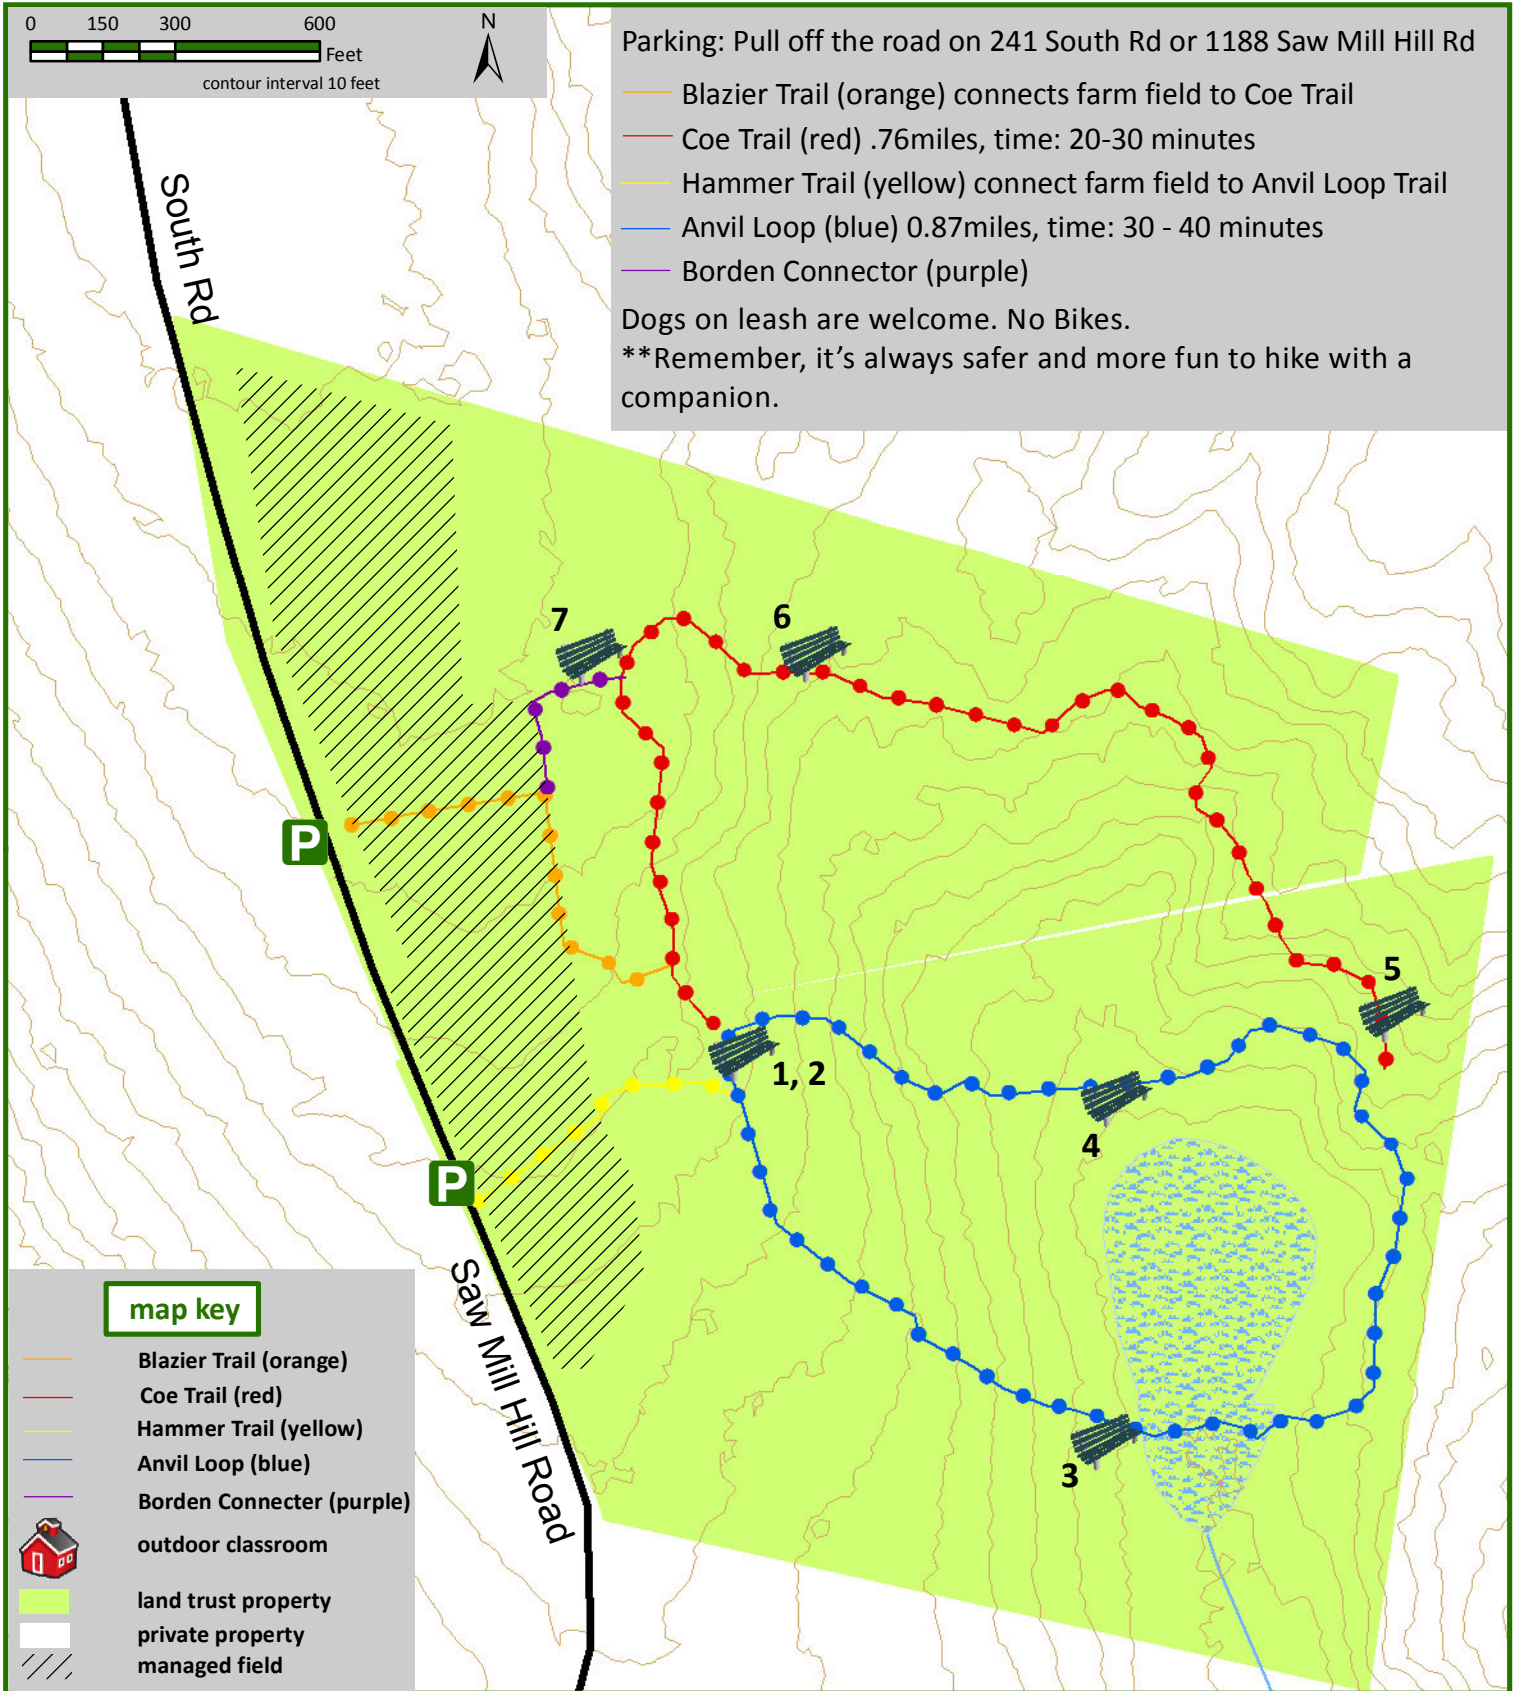 0 150 300 600
Feet
contour interval 10 feet
N
Parking: Pull off the road on 241 South Rd or 1188 Saw Mill Hill Rd
Blazier Trail (orange) connects farm field to Coe Trail
Coe Trail (red) .76miles, time: 20-30 minutes
Hammer Trail (yellow) connect farm field to Anvil Loop Trail
Anvil Loop (blue) 0.87miles, time: 30 - 40 minutes
Borden Connector (purple)
Dogs on leash are welcome. No Bikes.
**Remember, it's always safer and more fun to hike with a
companion.
South Rd
7
6
P
5
1, 2
4
P
3
Saw Mill Hill Road
map key
Blazier Trail (orange)
Coe Trail (red)
Hammer Trail (yellow)
Anvil Loop (blue)
Borden Connecter (purple)
outdoor classroom
land trust property
private property
managed field